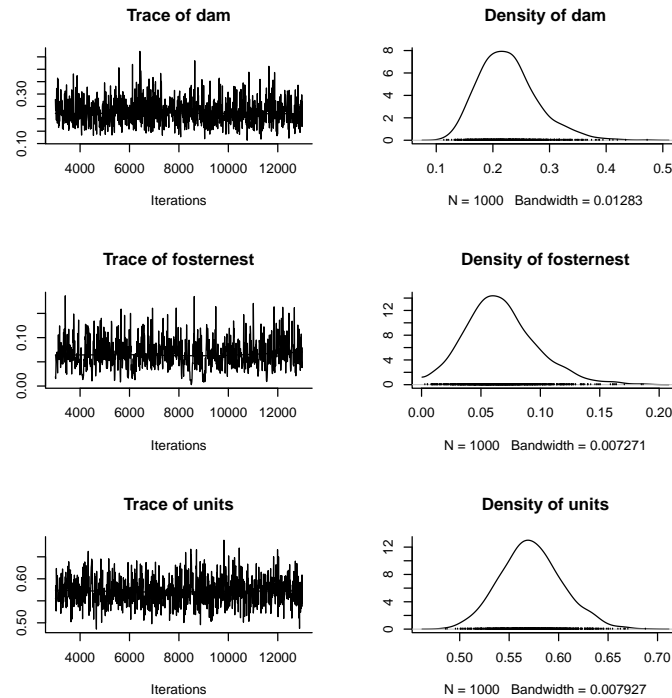 Trace of dam
0.10 0.30
4000 6000 8000 10000 12000
Iterations
Density of dam
0 2 4 6 8
0.1 0.2 0.3 0.4 0.5
N = 1000 Bandwidth = 0.01283
Trace of fosternest
0.00 0.10
4000 6000 8000 10000 12000
Iterations
Density of fosternest
0 4 8 12
0.00 0.05 0.10 0.15 0.20
N = 1000 Bandwidth = 0.007271
Trace of units
0.50 0.60
4000 6000 8000 10000 12000
Iterations
Density of units
0 4 8 12
0.50 0.55 0.60 0.65 0.70
N = 1000 Bandwidth = 0.007927